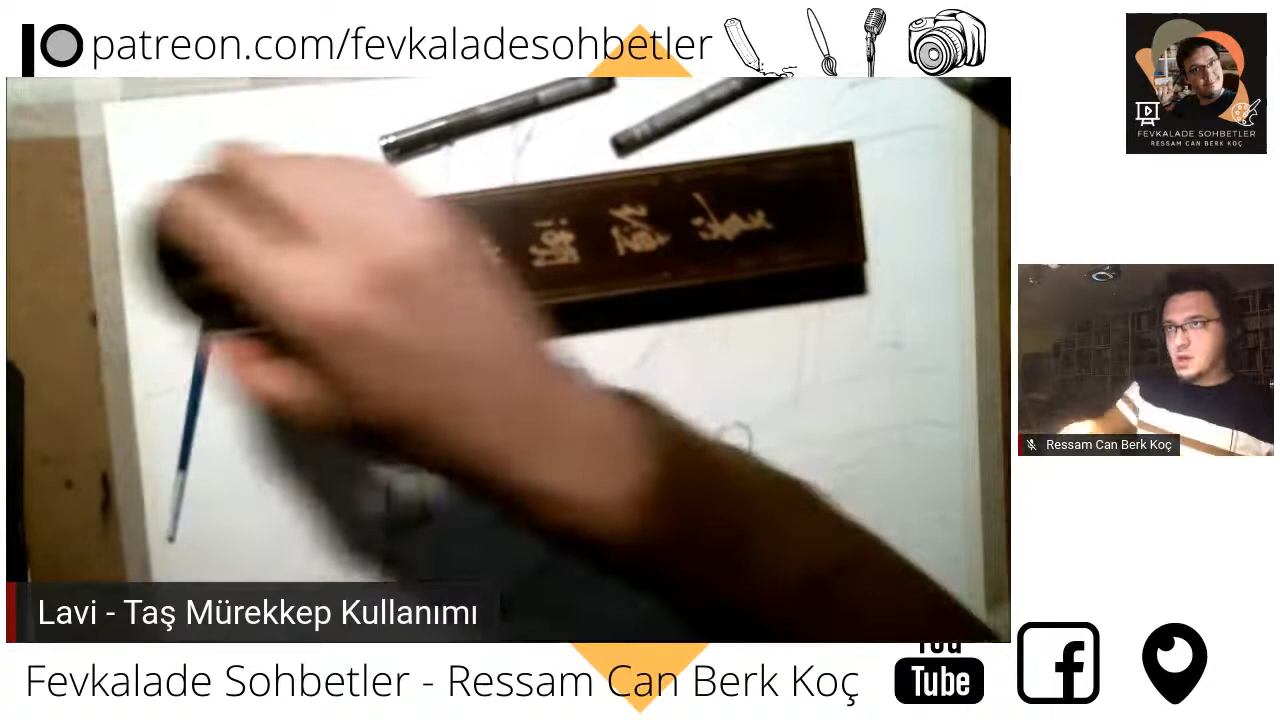 patreon.com/fevkaladesohbetler
FEVKALADE SOHBETLER
RESSAM CAN BERK KOÇ
Ressam Can Berk Koç
Lavi - Taş Mürekkep Kullanımı
Fevkalade Sohbetler - Ressam Can Berk Koç
You
Tube